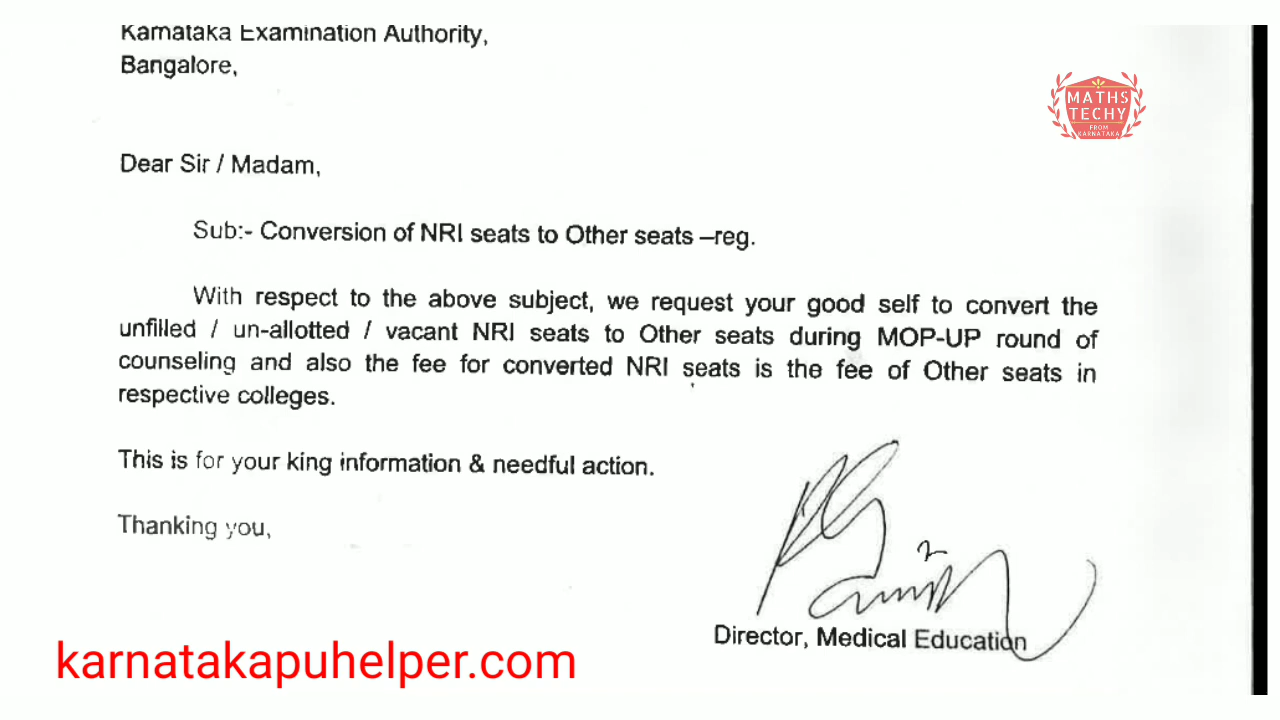 Karnataka Examination Authority,
Bangalore,
MATHS
TECHY
FROM
KARNATAKA
Dear Sir / Madam,
Sub:- Conversion of NRI seats to Other seats –reg.
With respect to the above subject, we request your good self to convert the
unfilled / un-allotted / vacant NRI seats to Other seats during MOP-UP round of
counseling and also the fee for converted NRI seats is the fee of Other seats in
respective colleges.
This is for your king information & needful action.
Thanking you,
Director, Medical Education
karnatakapuhelper.com